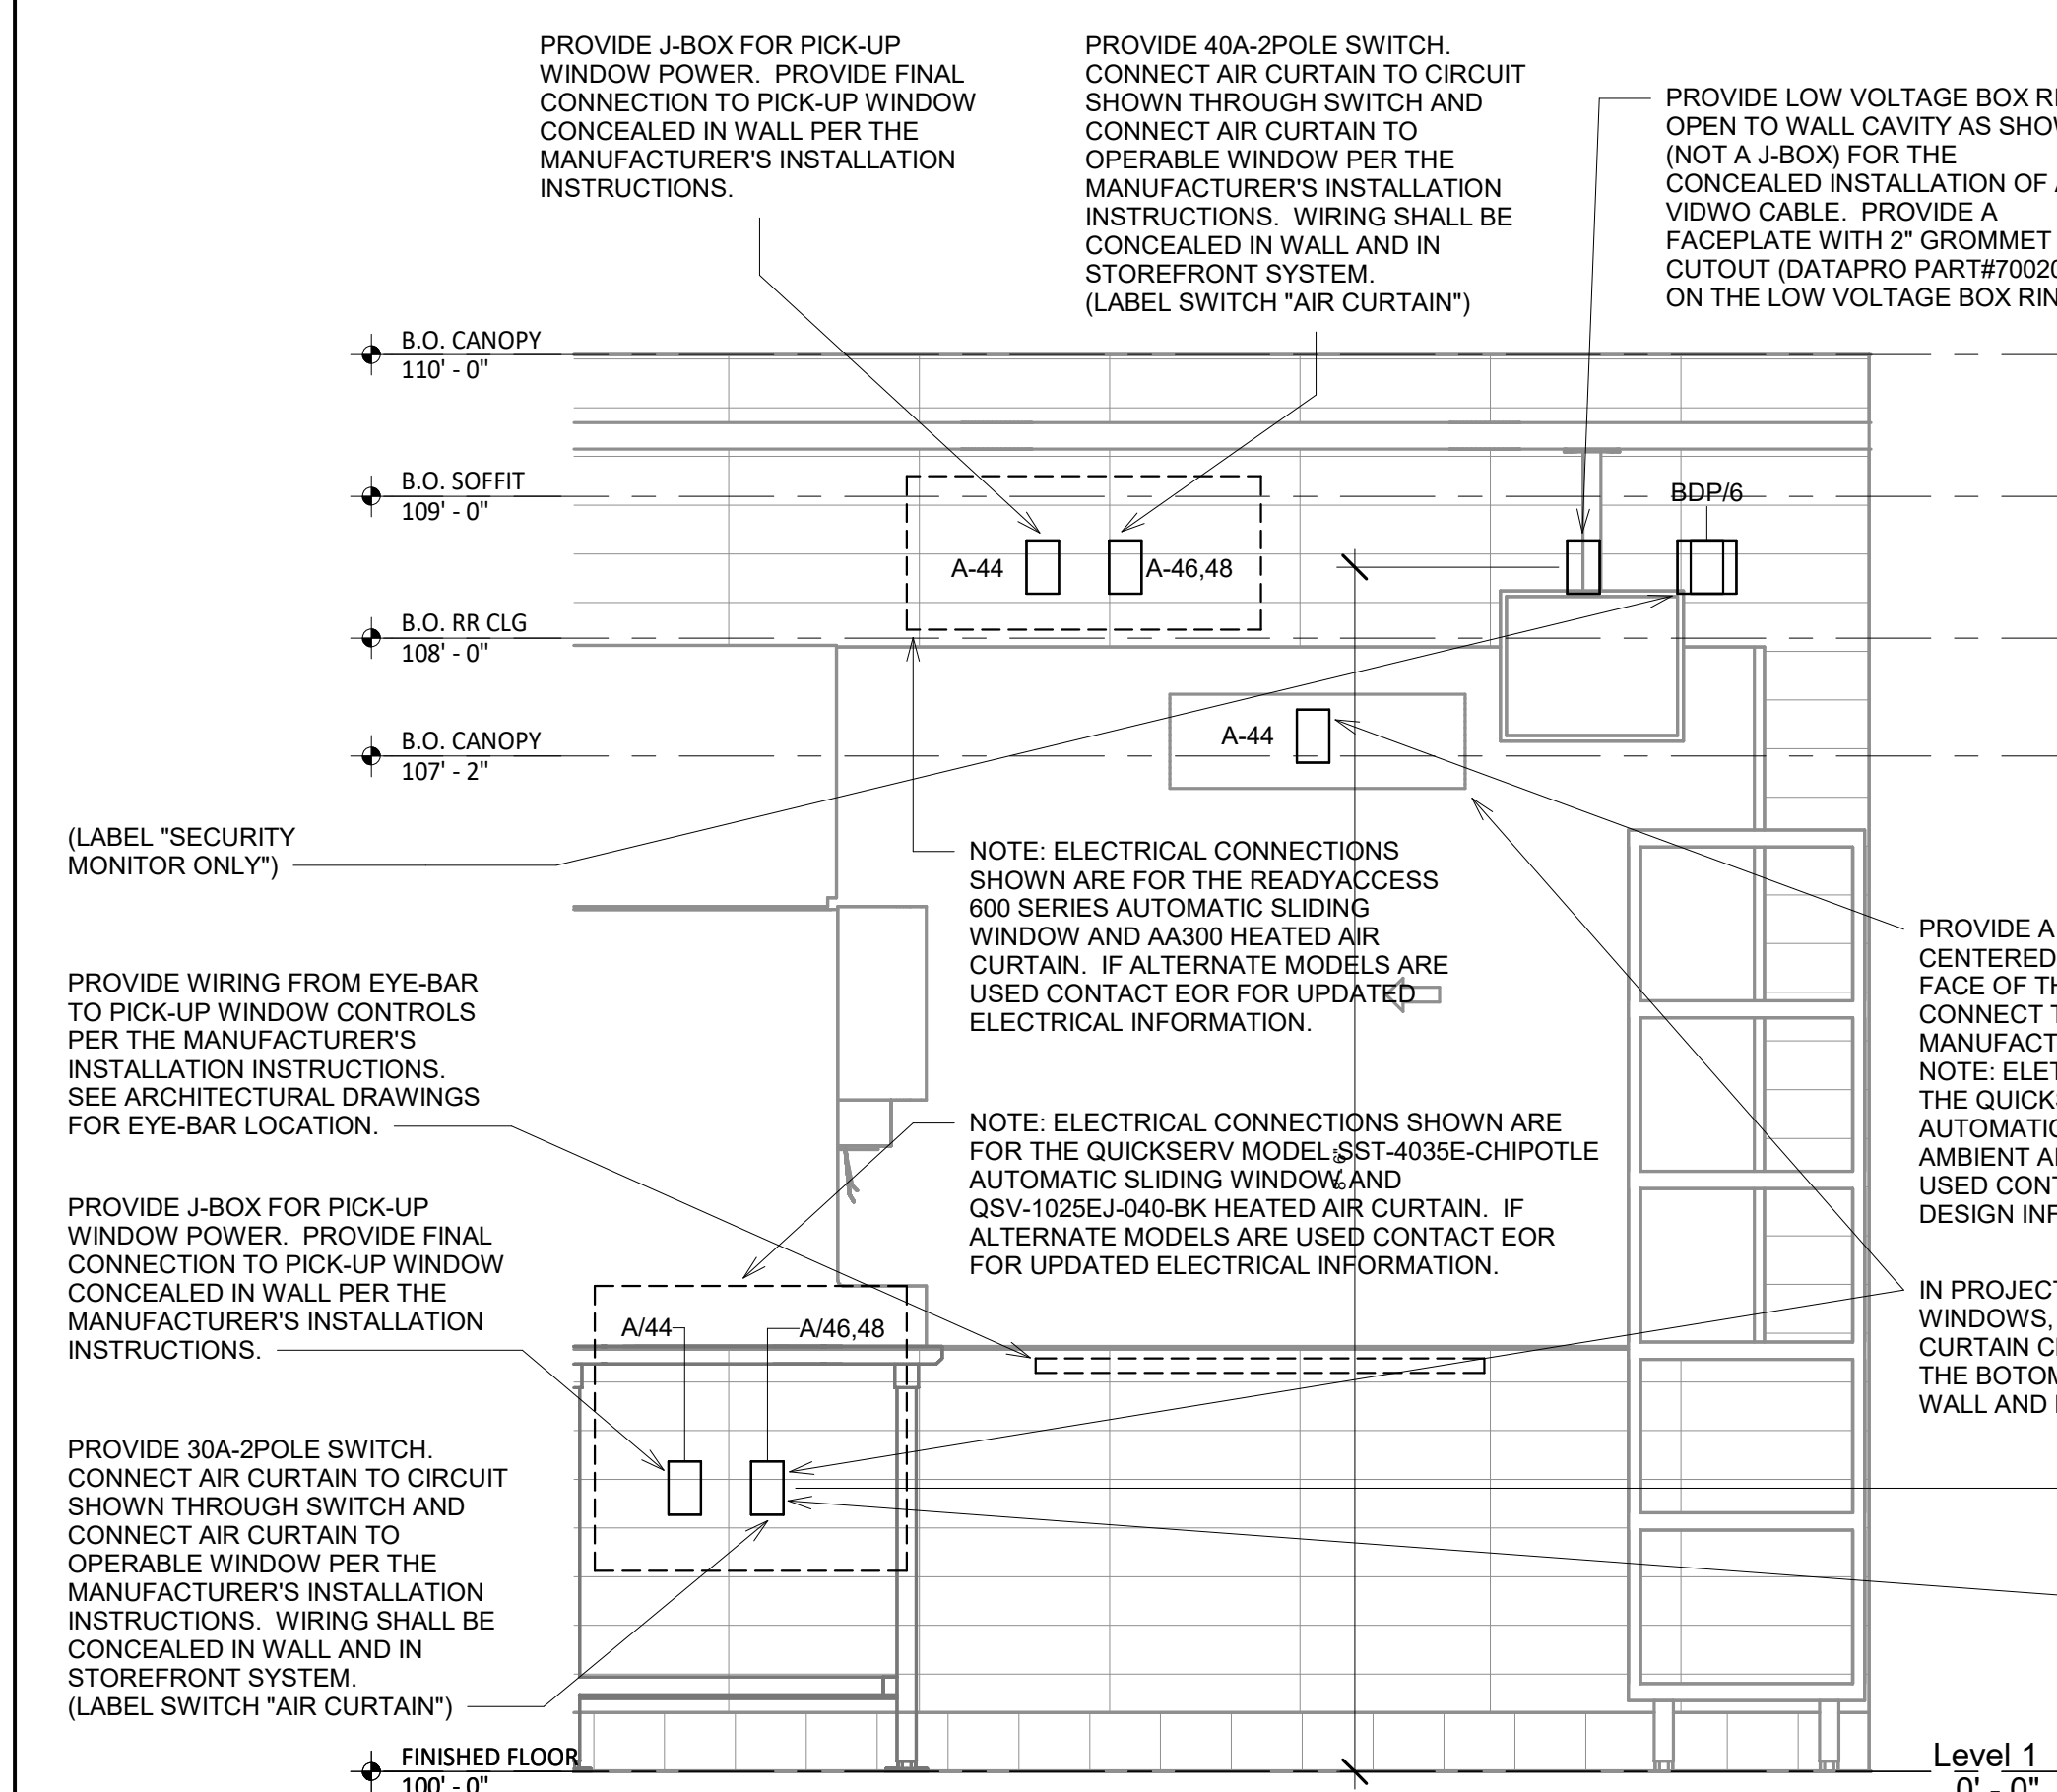 PROVIDE J-BOX FOR PICK-UP
WINDOW POWER.  PROVIDE FINAL
CONNECTION TO PICK-UP WINDOW
CONCEALED IN WALL PER THE
MANUFACTURER'S INSTALLATION
INSTRUCTIONS.
PROVIDE 40A-2POLE SWITCH.
CONNECT AIR CURTAIN TO CIRCUIT
SHOWN THROUGH SWITCH AND
CONNECT AIR CURTAIN TO
OPERABLE WINDOW PER THE
MANUFACTURER'S INSTALLATION
INSTRUCTIONS.  WIRING SHALL BE
CONCEALED IN WALL AND IN
STOREFRONT SYSTEM.
(LABEL SWITCH "AIR CURTAIN")
PROVIDE LOW VOLTAGE BOX
OPEN TO WALL CAVITY AS
(NOT A J-BOX) FOR THE
CONCEALED INSTALLATION OF
VIDWO CABLE.  PROVIDE A
FACEPLATE WITH 2" GROMMET
CUTOUT (DATAPRO PART#70020
ON THE LOW VOLTAGE BOX
B.O. CANOPY
110' - 0"
B.O. SOFFIT
109' - 0"
BDP/6
A-44
A-46,48
B.O. RR CLG
108' - 0"
A-44
B.O. CANOPY
107' - 2"
(LABEL "SECURITY
MONITOR ONLY")
NOTE: ELECTRICAL CONNECTIONS
SHOWN ARE FOR THE READYACCESS
600 SERIES AUTOMATIC SLIDING
WINDOW AND AA300 HEATED AIR
CURTAIN.  IF ALTERNATE MODELS ARE
USED CONTACT EOR FOR UPDATED
ELECTRICAL INFORMATION.
PROVIDE A
CENTERED
FACE OF
CONNECT
NOTE:
THE
AMBIENT
USED
DESIGN
PROVIDE WIRING FROM EYE-BAR
TO PICK-UP WINDOW CONTROLS
PER THE MANUFACTURER'S
INSTALLATION INSTRUCTIONS.
SEE ARCHITECTURAL DRAWINGS
FOR EYE-BAR LOCATION.
NOTE: ELECTRICAL CONNECTIONS SHOWN ARE
FOR THE QUICKSERV MODEL SST-4035E-CHIPOTLE
AUTOMATIC SLIDING WINDOW AND
QSV-1025EJ-040-BK HEATED AIR CURTAIN.  IF
ALTERNATE MODELS ARE USED CONTACT EOR
FOR UPDATED ELECTRICAL INFORMATION.
8'-6"
PROVIDE J-BOX FOR PICK-UP
WINDOW POWER.  PROVIDE FINAL
CONNECTION TO PICK-UP WINDOW
CONCEALED IN WALL PER THE
MANUFACTURER'S INSTALLATION
INSTRUCTIONS.
IN
WINDOWS,
CURTAIN
THE
WALL AND
A/44
A/46,48
PROVIDE 30A-2POLE SWITCH.
CONNECT AIR CURTAIN TO CIRCUIT
SHOWN THROUGH SWITCH AND
CONNECT AIR CURTAIN TO
OPERABLE WINDOW PER THE
MANUFACTURER'S INSTALLATION
INSTRUCTIONS.  WIRING SHALL BE
CONCEALED IN WALL AND IN
STOREFRONT SYSTEM.
(LABEL SWITCH "AIR CURTAIN")
FINISHED FLOOR
100' - 0"
Level 1
0' - 0"